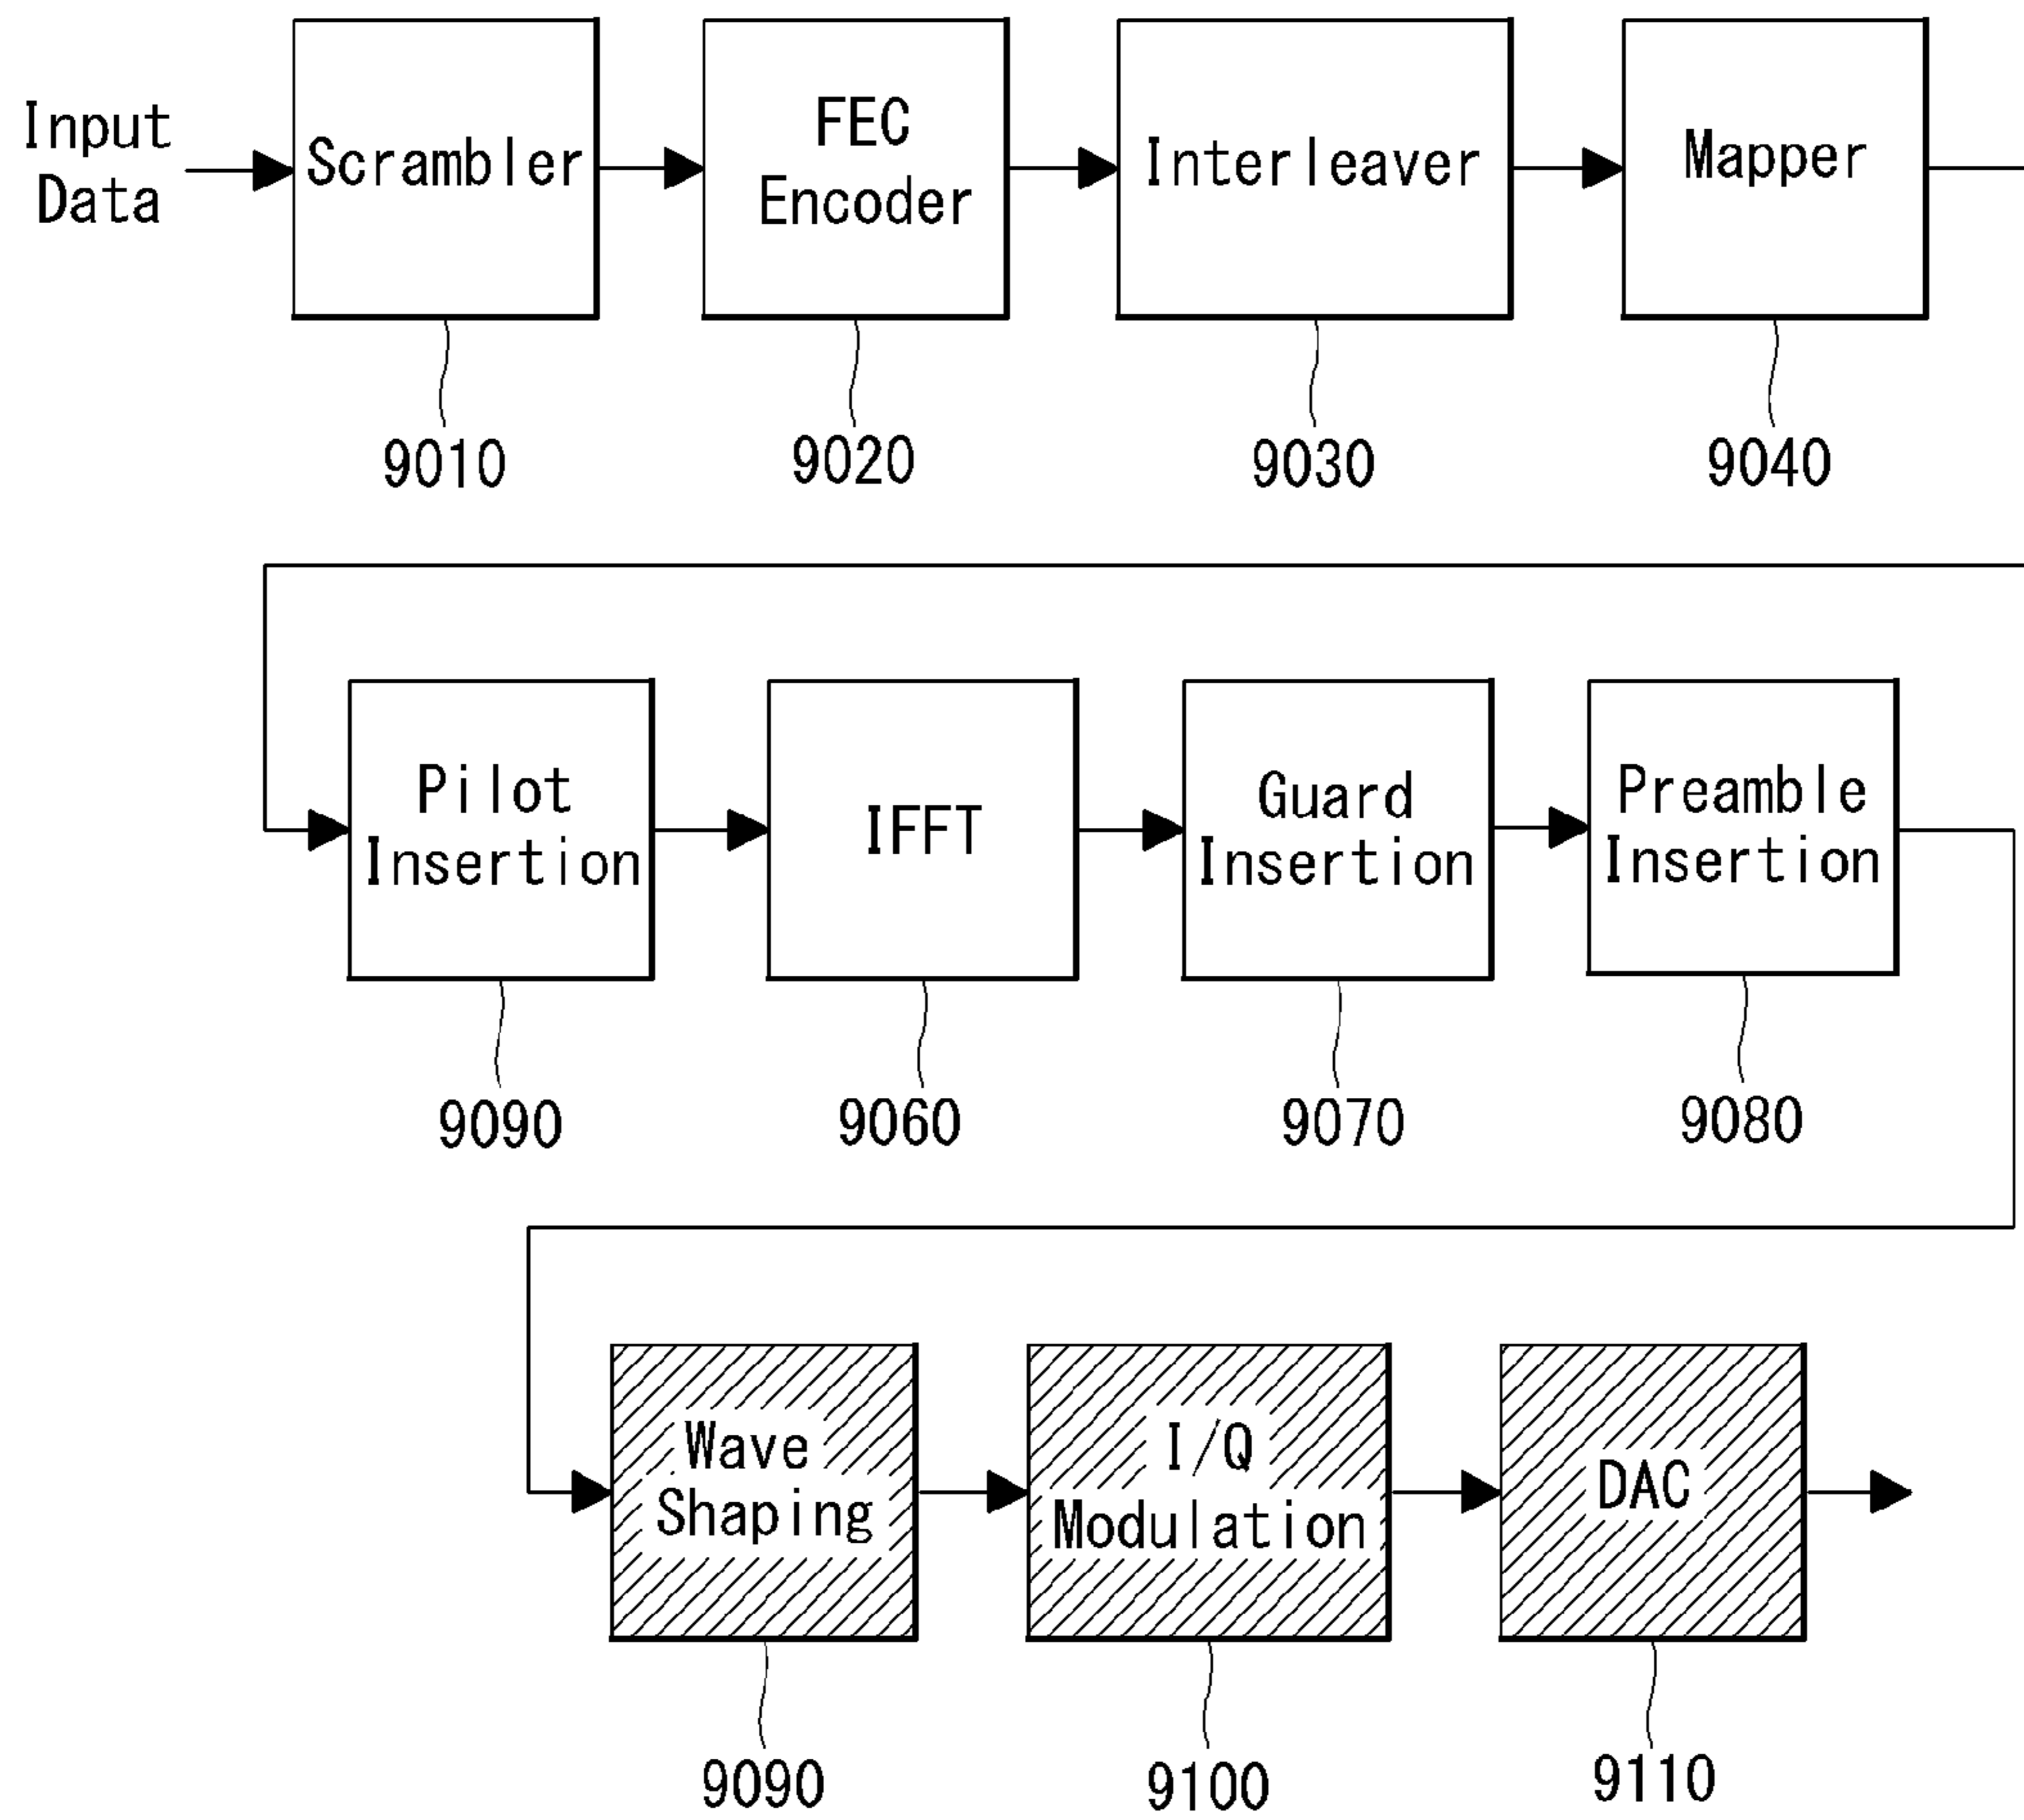 Input
Data
Scrambler
FEC
Encoder
Interleaver
Mapper
9010
9020
9030
9040
Pilot
Insertion
IFFT
Guard
Insertion
Preamble
Insertion
9090
9060
9070
9080
Wave
Shaping
I/Q
Modulation
DAC
9090
9100
9110